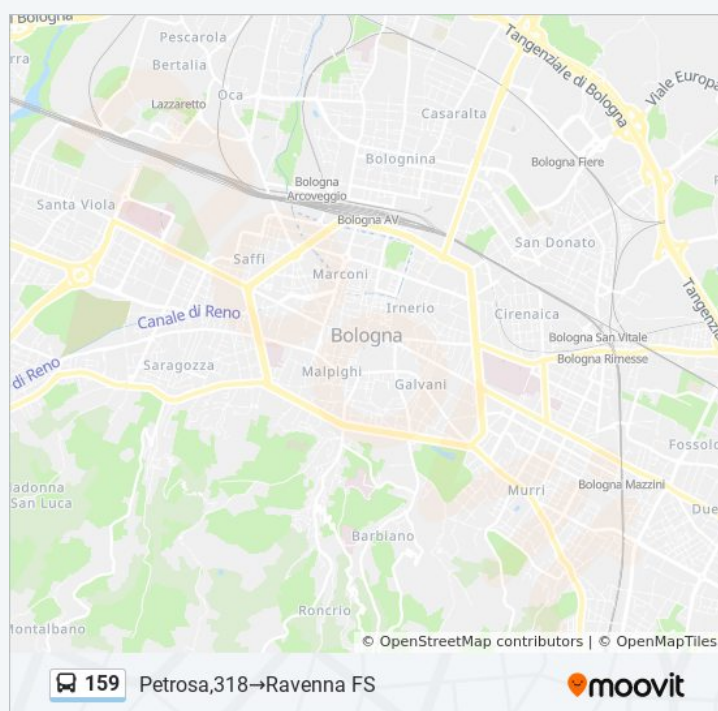 i Bologna
Pescarola
Bertalia
Tangenziale di Bologna
Viale Europa
rra
Oca
Lazzaretto
Casaralta
Bolognina
Bologna Fiere
Bologna
Arcoveggio
Santa Viola
Bologna AV
San Donato
Saffi
Marconi
Tangenzia
Canale di Reno
Irnerio
Cirenaica
Bologna
Bologna San Vitale
Bologna Rimesse
di Reno
Saragozza
Malpighi
Galvani
Fossolo
Bologna Mazzini
adonna
San Luca
Murri
Due
Barbiano
Roncrio
Montalbano
© OpenStreetMap contributors | © OpenMapTiles
159 Petrosa,318→Ravenna FS
moovit